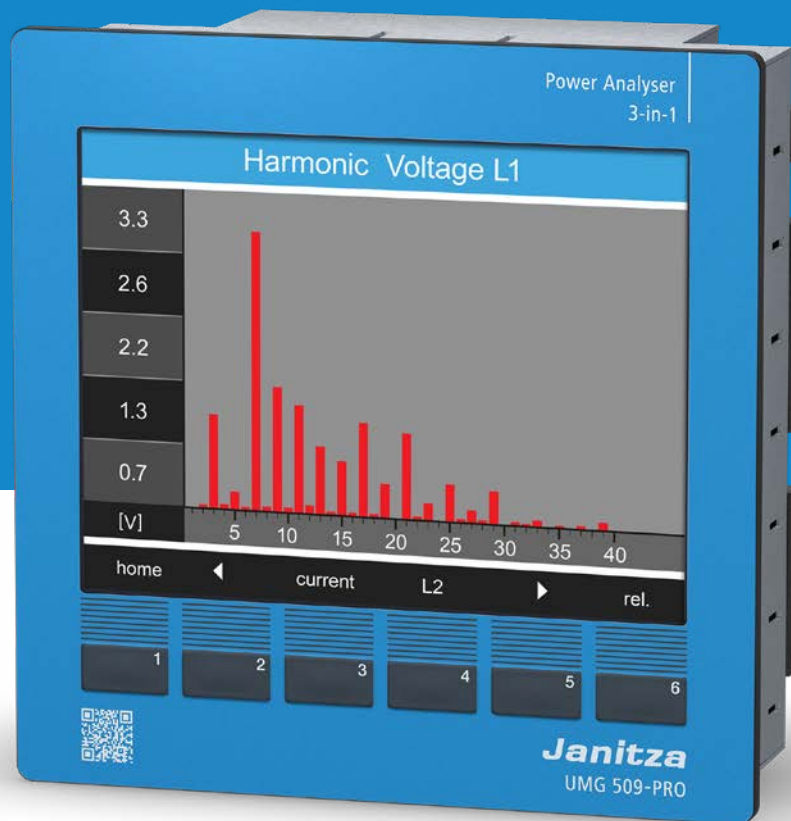 Power Analyser
3-in-1
Harmonic Voltage L1
3.3
2.6
2.2
1.3
0.7
[V]
5 10 15 20 25 30 35 40
home current L2 rel.
1 2 3 4 5 6
Janitza
UMG 509-PRO